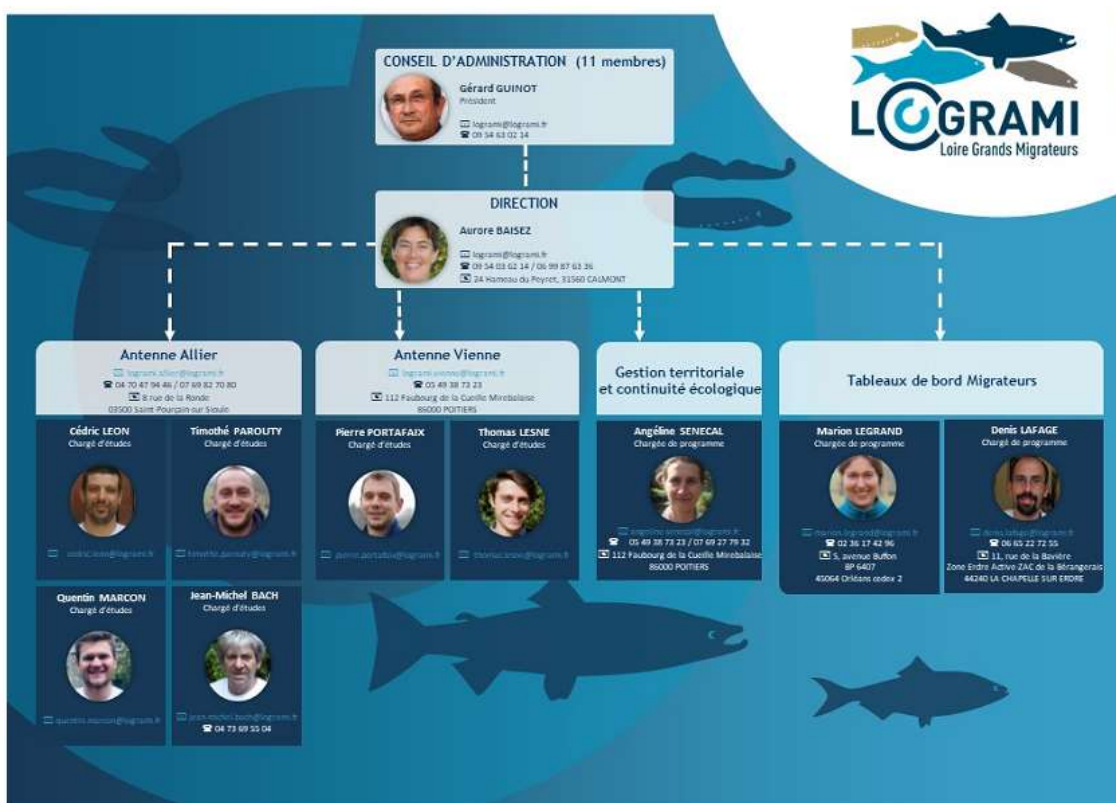 CONSEIL D'ADMINISTRATION (11 membres)
Gérard GUINOT
Président
logrami@logrami.fr
09 54 63 02 14
LOGRAMI
Loire Grands Migrateurs
DIRECTION
Aurore BAISEZ
logrami@logrami.fr
09 54 03 62 14 / 06 99 87 63 36
24 Hameau du Peyret, 31560 CALMONT
Antenne Allier
logrami.allier@logrami.fr
04 70 47 94 46 / 07 69 82 70 80
8 rue de la Ronde
03500 Saint-Pourçain sur Sioule
Cédric LEON
Chargé d'études
cedric.leon@logrami.fr
Timothé PAROUTY
Chargé d'études
timothe.parouty@logrami.fr
Quentin MARCON
Chargé d'études
quentin.marcon@logrami.fr
Jean-Michel BACH
Chargé d'études
jean-michel.bach@logrami.fr
04 73 69 55 04
Antenne Vienne
logrami.vienne@logrami.fr
05 49 38 73 23
112 Faubourg de la Cueille Mirebalaise
86000 POITIERS
Pierre PORTAFAIX
Chargé d'études
pierre.portafaix@logrami.fr
Thomas LESNE
Chargé d'études
thomas.lesne@logrami.fr
Gestion territoriale
et continuité écologique
Angéline SENECAL
Chargée de programme
angeline.senecal@logrami.fr
05 49 38 73 23 / 07 69 27 79 32
112 Faubourg de la Cueille Mirebalaise
86000 POITIERS
Tableaux de bord Migrateurs
Marion LEGRAND
Chargée de programme
marion.legrand@logrami.fr
02 36 17 42 96
5, avenue Buffon
BP 6407
45064 Orléans cedex 2
Denis LAFAGE
Chargé de programme
denis.lafage@logrami.fr
06 65 22 72 55
11, rue de la Bavière
Zone Erdre Active ZAC de la Bérangerais
44240 LA CHAPELLE SUR ERDRE